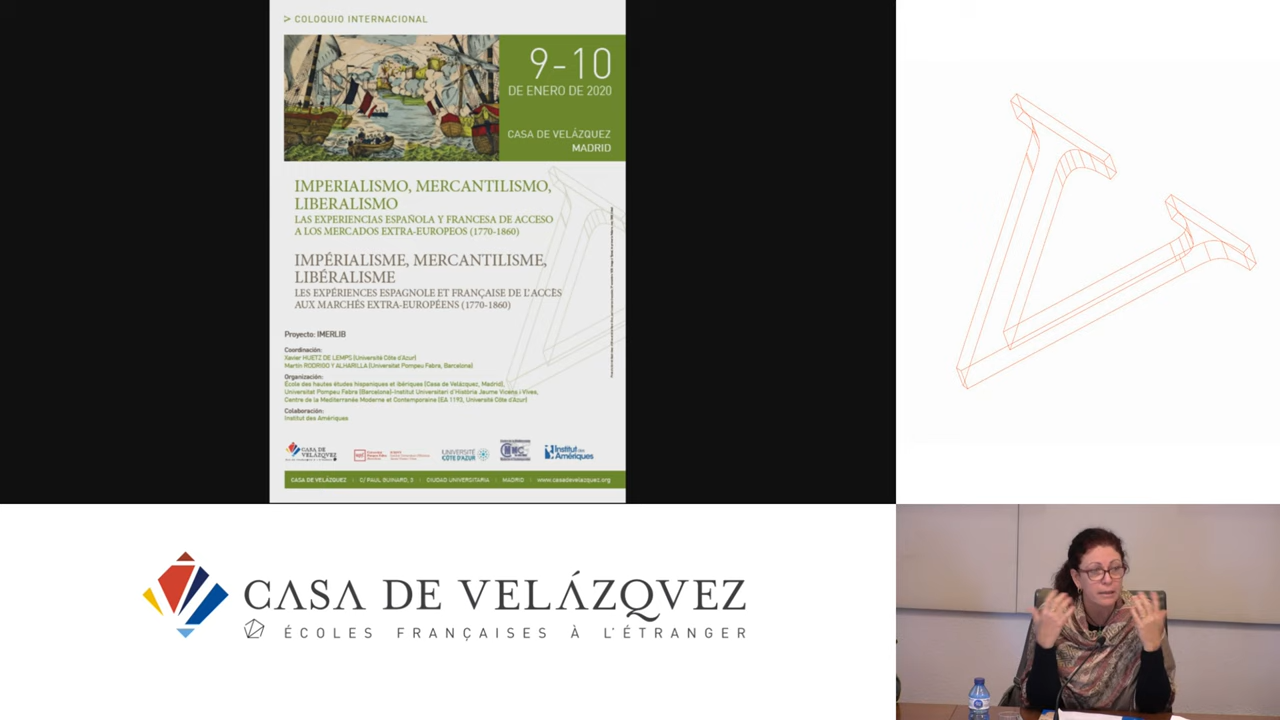 > COLOQUIO INTERNACIONAL
9-10
DE ENERO DE 2020
CASA DE VELÁZQUEZ
MADRID
IMPERIALISMO, MERCANTILISMO,
LIBERALISMO
LAS EXPERIENCIAS ESPAÑOLA Y FRANCESA DE ACCESO
A LOS MERCADOS EXTRA-EUROPEOS (1770-1860)
IMPÉRIALISME, MERCANTILISME,
LIBÉRALISME
LES EXPÉRIENCES ESPAGNOLE ET FRANÇAISE DE L'ACCÈS
AUX MARCHÉS EXTRA-EUROPÉENS (1770-1860)
Proyecto: IMERLIB
Coordinación:
Xavier HUETZ DE LEMPS (Université Côte d'Azur)
Martín RODRIGO Y ALHARILLA (Universitat Pompeu Fabra, Barcelona)
Organización:
École des hautes études hispaniques et ibériques (Casa de Velázquez, Madrid),
Universitat Pompeu Fabra (Barcelona)-Institut Universitari d'Història Jaume Vicens i Vives,
Centre de la Méditerranée Moderne et Contemporaine (EA 1193, Université Côte d'Azur)
Colaboración:
Institut des Amériques
CASA DE
VELÁZQUEZ
UNIVERSITÉ
CÔTE D'AZUR
Institut des
Amériques
CASA DE VELÁZQUEZ | C/ PAUL GUINARD, 3 | CIUDAD UNIVERSITARIA | MADRID | www.casadevelazquez.org
CASA DE VELÁZQVEZ
ÉCOLES FRANÇAISES À L'ÉTRANGER